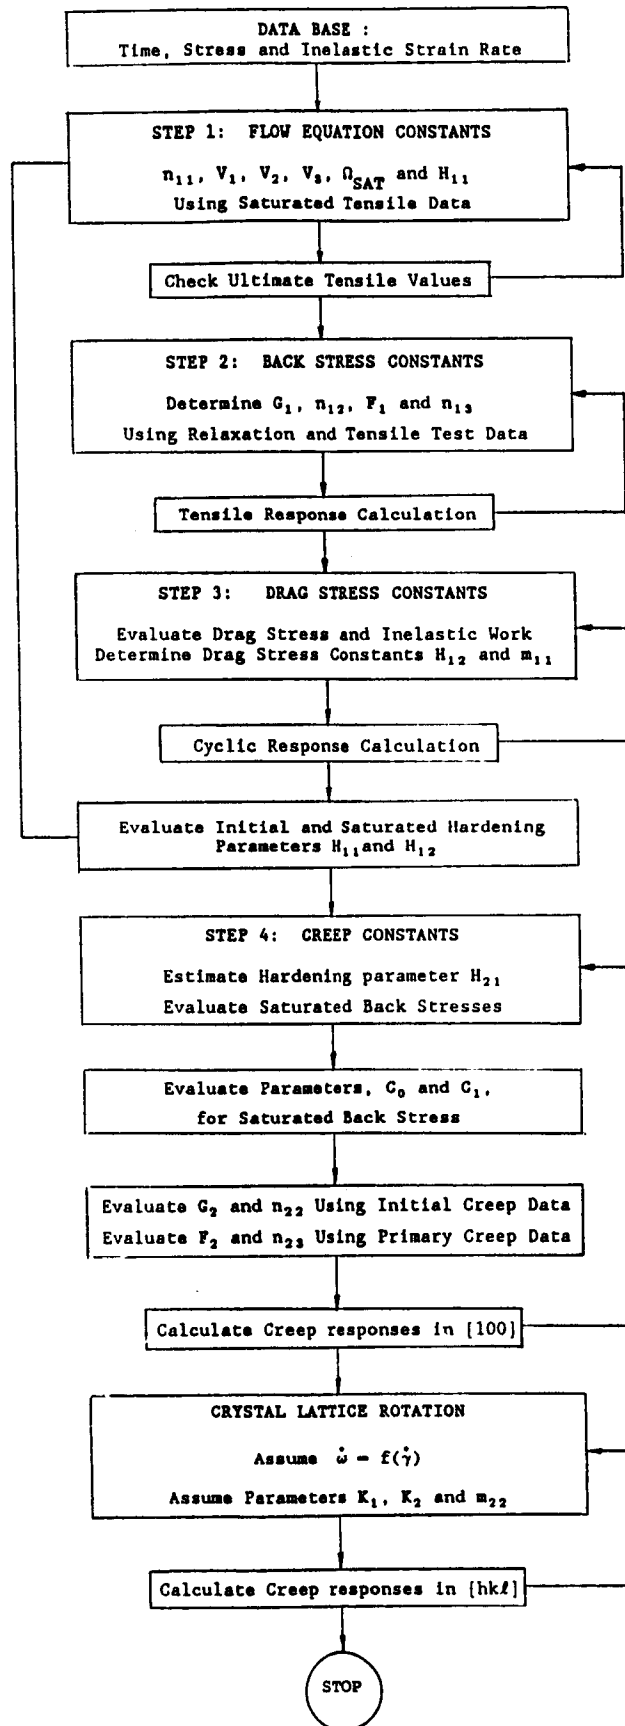 DATA BASE :
Time, Stress and Inelastic Strain Rate
STEP 1: FLOW EQUATION CONSTANTS
n₁₁, V₁, V₂, V₃, Ω_SAT and H₁₁
Using Saturated Tensile Data
Check Ultimate Tensile Values
STEP 2: BACK STRESS CONSTANTS
Determine G₁, n₁₂, F₁ and n₁₃
Using Relaxation and Tensile Test Data
Tensile Response Calculation
STEP 3: DRAG STRESS CONSTANTS
Evaluate Drag Stress and Inelastic Work
Determine Drag Stress Constants H₁₂ and m₁₁
Cyclic Response Calculation
Evaluate Initial and Saturated Hardening
Parameters H₁₁ and H₁₂
STEP 4: CREEP CONSTANTS
Estimate Hardening parameter H₂₁
Evaluate Saturated Back Stresses
Evaluate Parameters, C₀ and C₁,
for Saturated Back Stress
Evaluate G₂ and n₂₂ Using Initial Creep Data
Evaluate F₂ and n₂₃ Using Primary Creep Data
Calculate Creep responses in [100]
CRYSTAL LATTICE ROTATION
Assume ω̇ = f(γ̇)
Assume Parameters K₁, K₂ and m₂₂
Calculate Creep responses in [hkℓ]
STOP